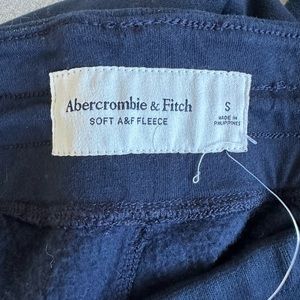 Abercrombie & Fitch
S
SOFT A&F FLEECE
MADE IN
PHILIPPINES